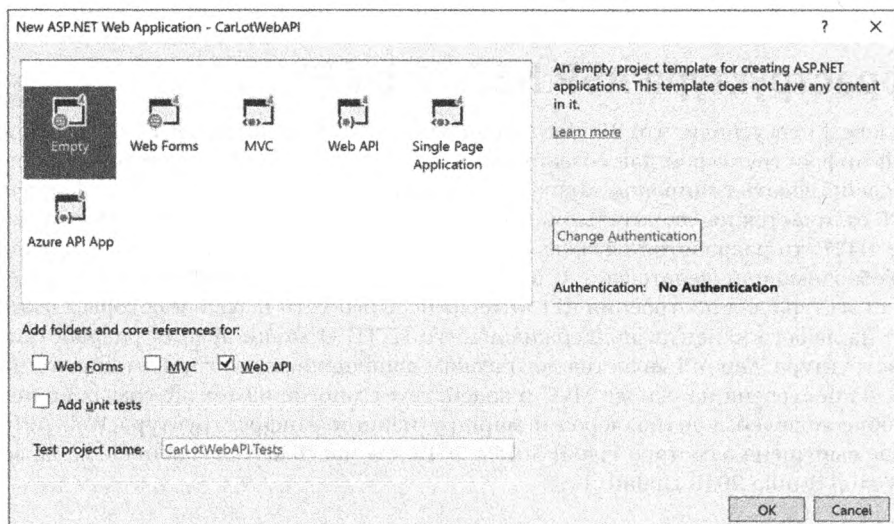 New ASP.NET Web Application - CarLotWebAPI
?
Empty
Web Forms
MVC
Web API
Single Page
Application
Azure API App
An empty project template for creating ASP.NET
applications. This template does not have any content
in it.
Learn more
Change Authentication
Authentication: No Authentication
Add folders and core references for:
Web Forms
MVC
Web API
Add unit tests
Test project name:
CarLotWebAPI.Tests
OK
Cancel